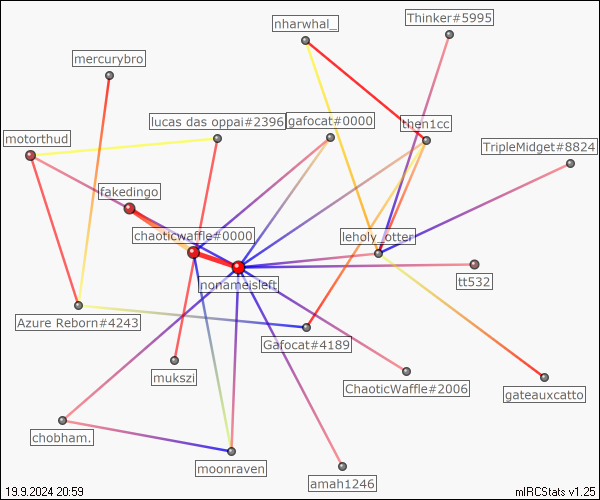 Thinker#5995
nharwhal_
mercurybro
lucas das oppai#2396
gafocat#0000
then1cc
motorthud
TripleMidget#8824
fakedingo
chaoticwaffle#0000
leholy_otter
nonameisleft
tt532
Azure Reborn#4243
Gafocat#4189
mukszi
ChaoticWaffle#2006
gateauxcatto
chobham.
moonraven
amah1246
19.9.2024 20:59
mIRCStats v1.25